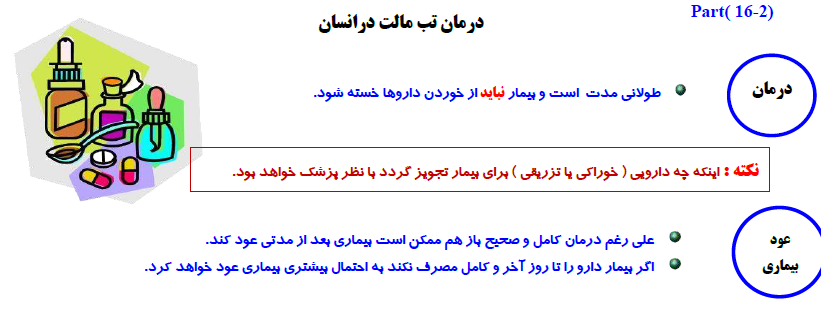 Part( 16-2)
درمان تب مالت درانسان
درمان
طولانی مدت است و بیمار نباید از خوردن داروها خسته شود.
نکته : اینکه چه دارویی ( خوراکی یا تزریقی ) برای بیمار تجویز گردد با نظر پزشک خواهد بود.
عود
بیماری
علی رغم درمان کامل و صحیح باز هم ممکن است بیماری بعد از مدتی عود کند.
اگر بیمار دارو را تا روز آخر و کامل مصرف نکند به احتمال بیشتری بیماری عود خواهد کرد.